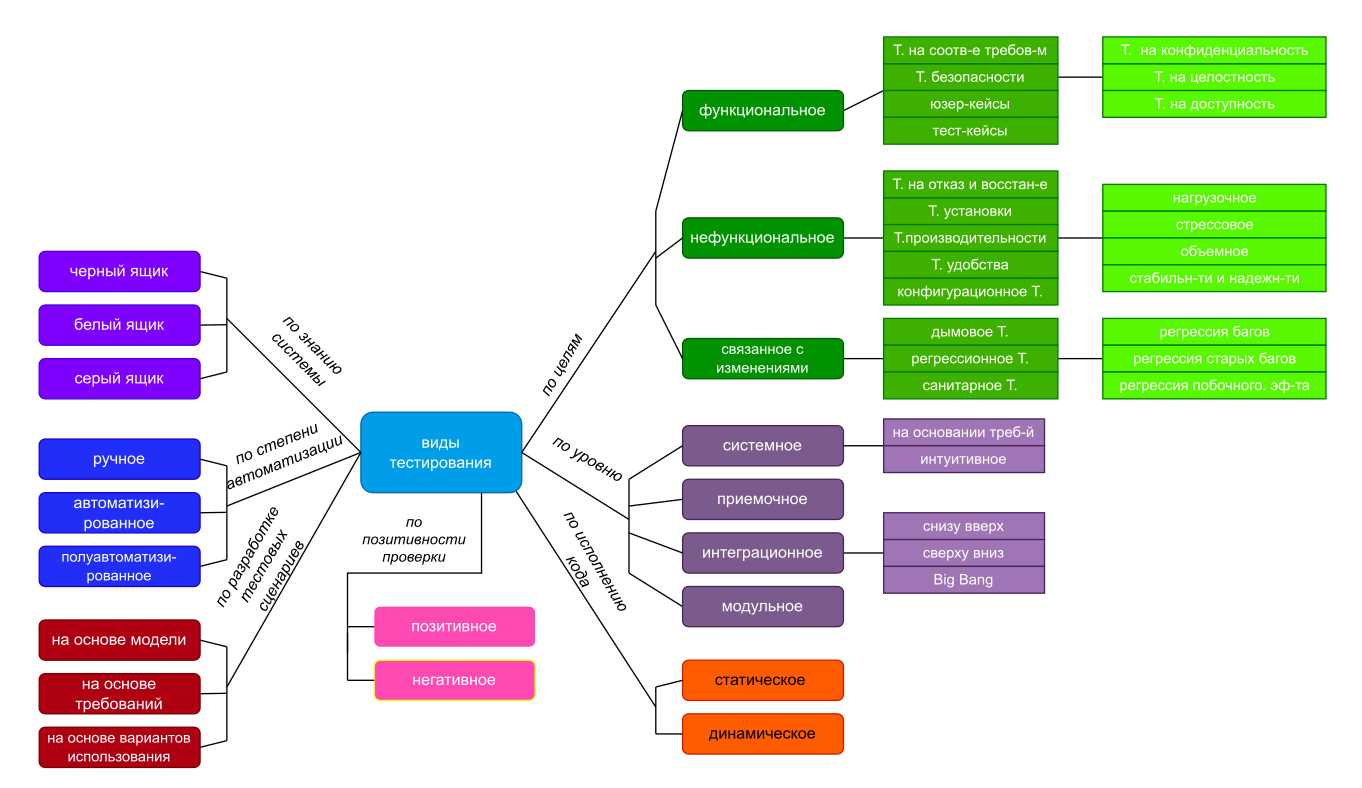 виды
тестирования
по знанию
системы
черный ящик
белый ящик
серый ящик
по степени
автоматизации
ручное
автоматизи-
рованное
полуавтоматизи-
рованное
по разработке
тестовых
сценариев
на основе модели
на основе
требований
на основе вариантов
использования
по
позитивности
проверки
позитивное
негативное
по целям
функциональное
Т. на соотв-е требов-м
Т. безопасности
юзер-кейсы
тест-кейсы
Т. на конфиденциальность
Т. на целостность
Т. на доступность
нефункциональное
Т. на отказ и восстан-е
Т. установки
Т.производительности
Т. удобства
конфигурационное Т.
нагрузочное
стрессовое
объемное
стабильн-ти и надежн-ти
связанное с
изменениями
дымовое Т.
регрессионное Т.
санитарное Т.
регрессия багов
регрессия старых багов
регрессия побочного. эф-та
по уровню
системное
на основании треб-й
интуитивное
приемочное
интеграционное
снизу вверх
сверху вниз
Big Bang
модульное
по исполнению
кода
статическое
динамическое